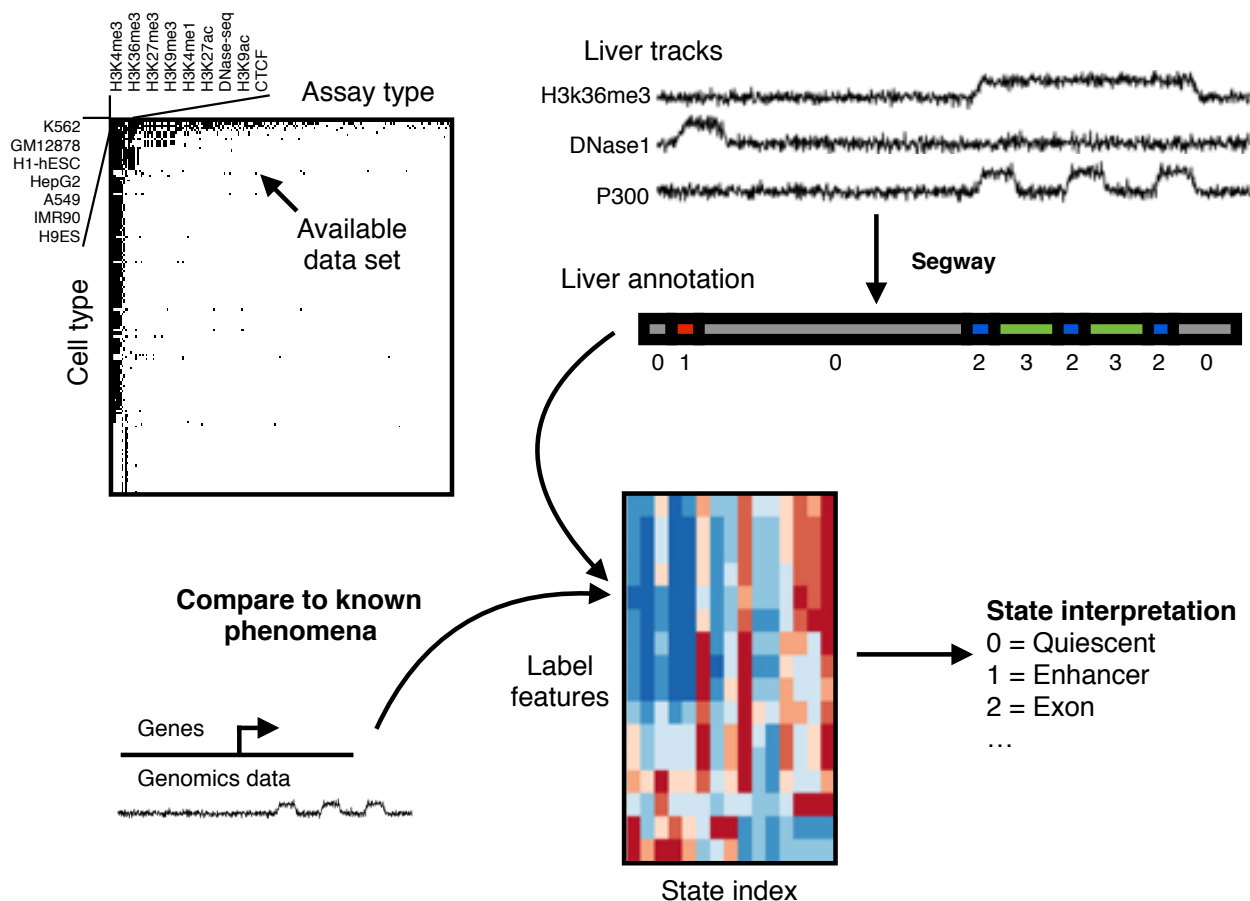 H3K4me3
H3K36me3
H3K27me3
H3K9me3
H3K4me1
H3K27ac
DNase-seq
H3K9ac
CTCF
Assay type
K562
GM12878
H1-hESC
HepG2
A549
IMR90
H9ES
Cell type
Available
data set
Liver tracks
H3k36me3
DNase1
P300
Segway
Liver annotation
0 1 0 2 3 2 3 2 0
Compare to known
phenomena
Genes
Genomics data
Label
features
State index
State interpretation
0 = Quiescent
1 = Enhancer
2 = Exon
…